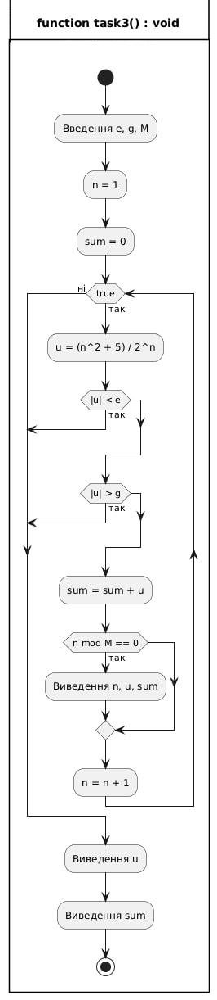 function task3() : void
Введення e, g, M
n = 1
sum = 0
ні
true
так
u = (n^2 + 5) / 2^n
|u| < e
так
|u| > g
так
sum = sum + u
n mod M == 0
так
Виведення n, u, sum
n = n + 1
Виведення u
Виведення sum